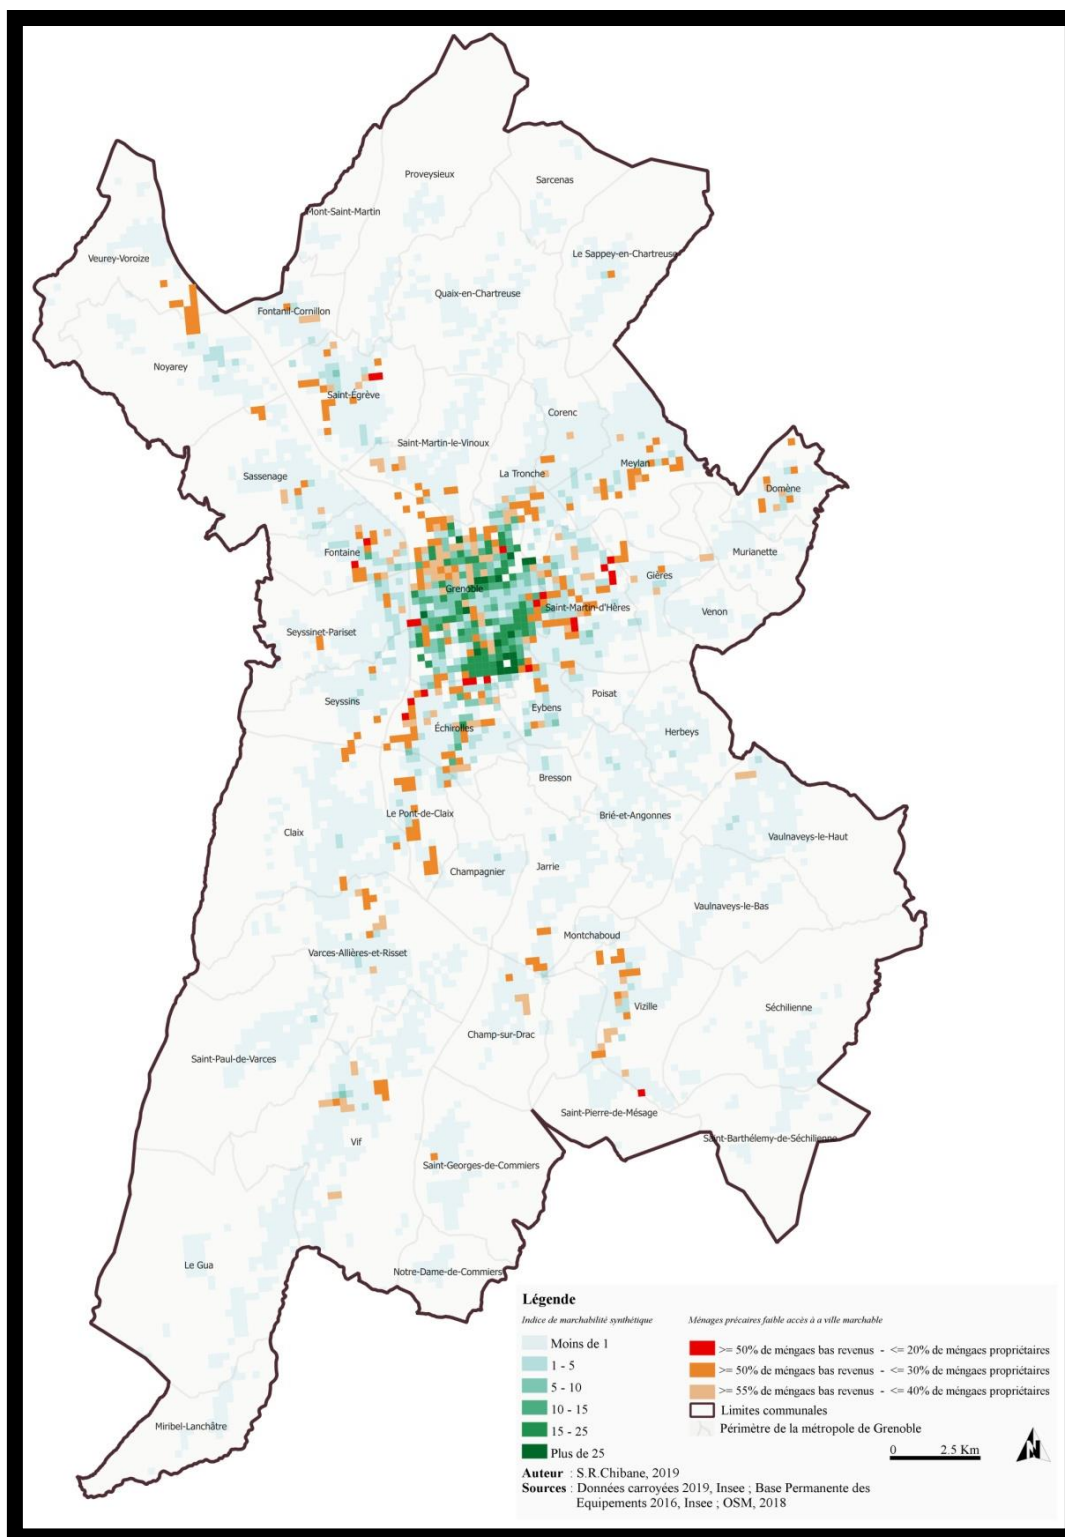 Proveysieux
Sarcenas
Mont-Saint-Martin
Veurey-Voroize
Le Sappey-en-Chartreuse
Quaix-en-Chartreuse
Fontanil-Cornillon
Noyarey
Saint-Égrève
Corenc
Saint-Martin-le-Vinoux
Meylan
La Tronche
Sassenage
Domène
Fontaine
Murianette
Gières
Grenoble
Saint-Martin-d'Hères
Venon
Seyssinet-Pariset
Poisat
Seyssins
Eybens
Échirolles
Herbeys
Bresson
Le Pont-de-Claix
Brié-et-Angonnes
Claix
Vaulnaveys-le-Haut
Champagnier
Jarrie
Vaulnaveys-le-Bas
Montchaboud
Varces-Allières-et-Risset
Vizille
Séchilienne
Champ-sur-Drac
Saint-Paul-de-Varces
Saint-Pierre-de-Mésage
Saint-Barthélemy-de-Séchilienne
Vif
Saint-Georges-de-Commiers
Le Gua
Notre-Dame-de-Commiers
Miribel-Lanchâtre
Légende
Indice de marchabilité synthétique
Moins de 1
1 - 5
5 - 10
10 - 15
15 - 25
Plus de 25
Ménages précaires faible accès à a ville marchable
>= 50% de méngaes bas revenus - <= 20% de méngaes propriétaires
>= 50% de méngaes bas revenus - <= 30% de méngaes propriétaires
>= 55% de méngaes bas revenus - <= 40% de méngaes propriétaires
Limites communales
Périmètre de la métropole de Grenoble
0 2.5 Km
N
Auteur : S.R.Chibane, 2019
Sources : Données carroyées 2019, Insee ; Base Permanente des
Equipements 2016, Insee ; OSM, 2018